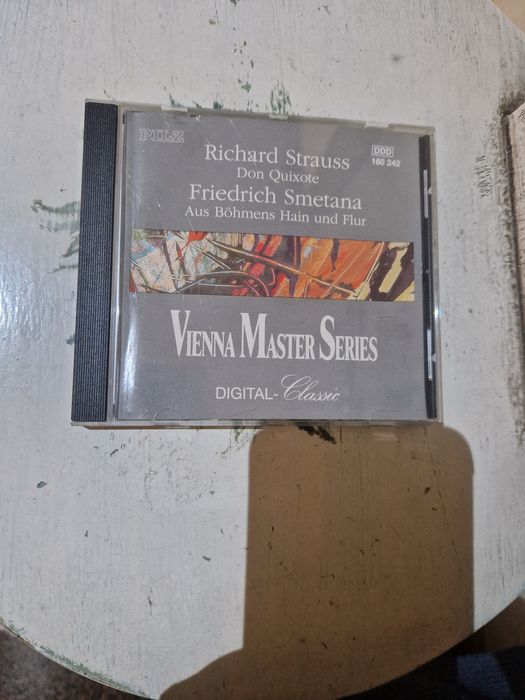 PILZ
DDD
160 242
Richard Strauss
Don Quixote
Friedrich Smetana
Aus Böhmens Hain und Flur
VIENNA MASTER SERIES
DIGITAL-Classic